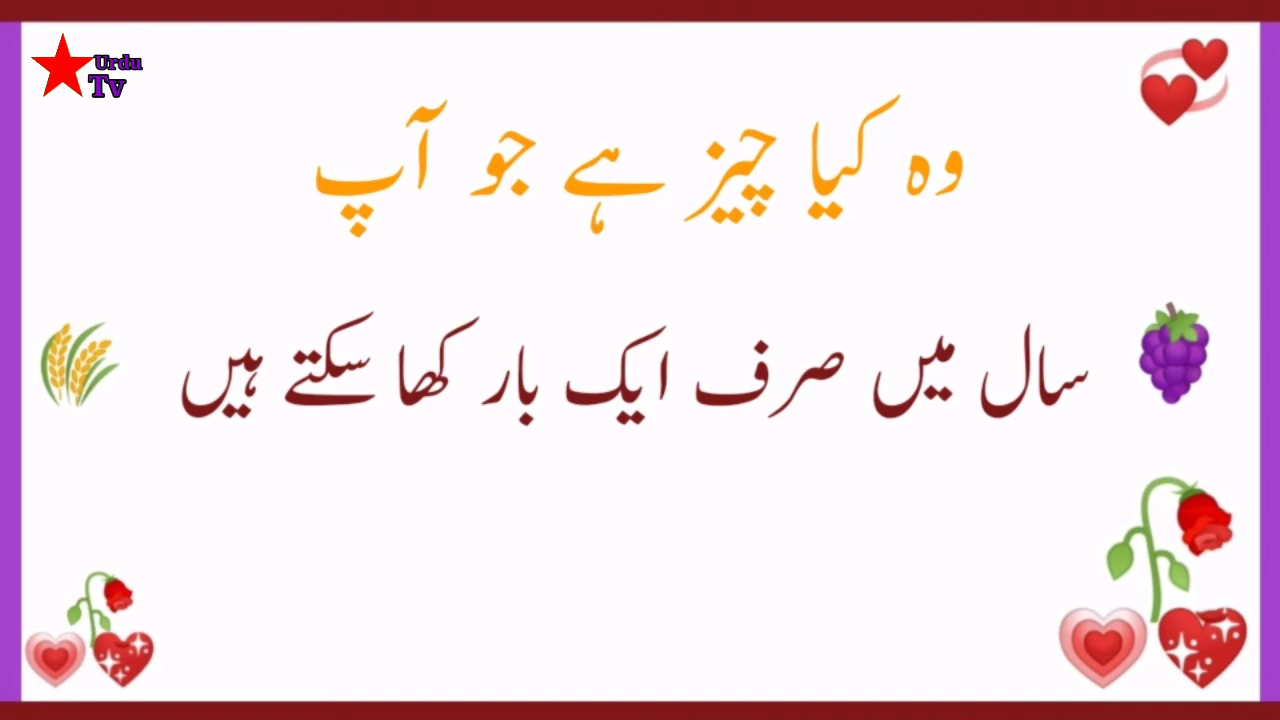 Urdu
Tv
وہ کیا چیز ہے جو آپ
سال میں صرف ایک بار کھا سکتے ہیں